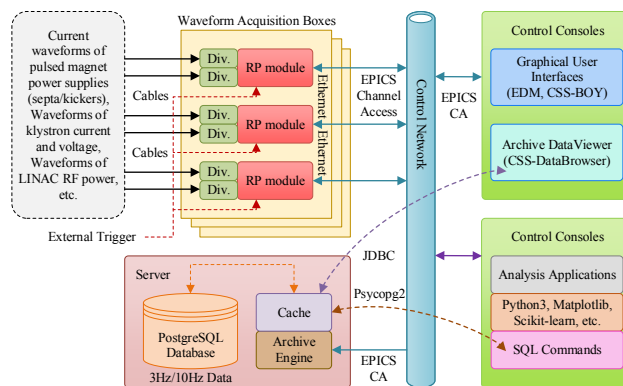 Waveform Acquisition Boxes
Current
waveforms of
pulsed magnet
power supplies
(septa/kickers),
Waveforms of
klystron current
and voltage,
Waveforms of
LINAC RF power,
etc.
Div.
Div.
RP module
Cables
Div.
Div.
RP module
Cables
Div.
Div.
RP module
External Trigger
Ethernet
Ethernet
EPICS
Channel
Access
Control Network
EPICS
CA
Control Consoles
Graphical User
Interfaces
(EDM, CSS-BOY)
Archive DataViewer
(CSS-DataBrowser)
Server
PostgreSQL
Database
3Hz/10Hz Data
Cache
Archive
Engine
JDBC
Psycopg2
EPICS
CA
Control Consoles
Analysis Applications
Python3, Matplotlib,
Scikit-learn, etc.
SQL Commands